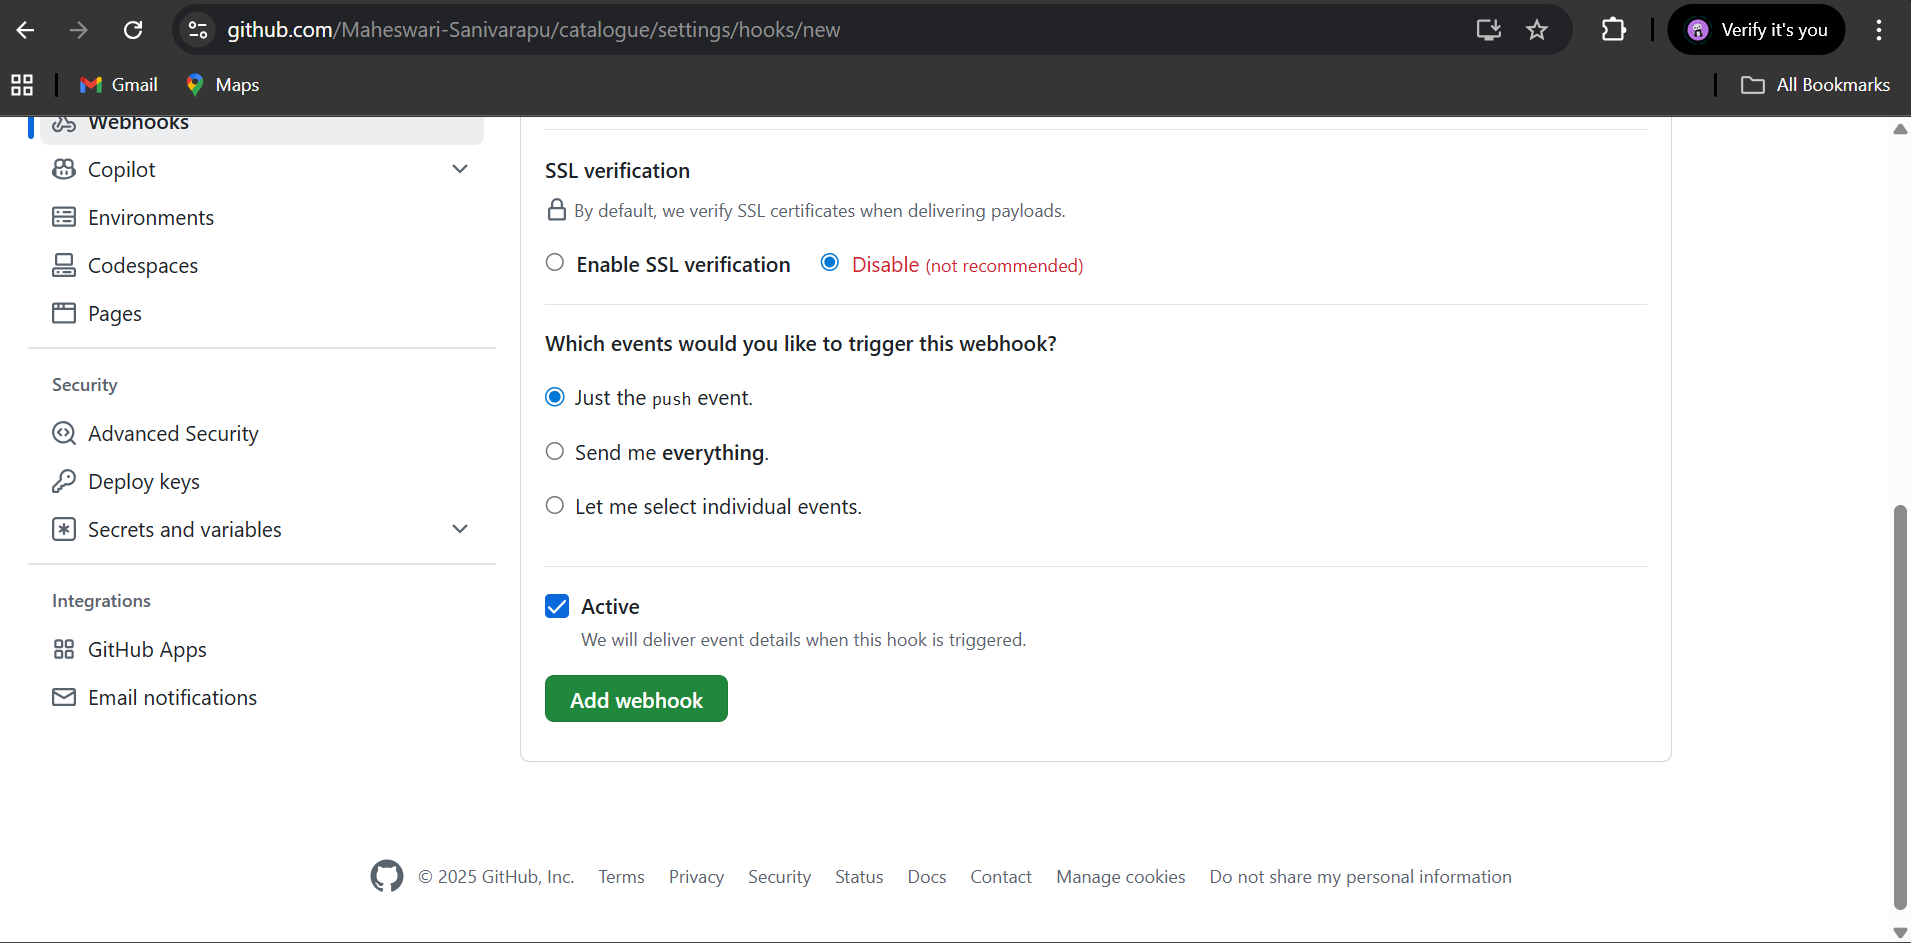 github.com/Maheswari-Sanivarapu/catalogue/settings/hooks/new
Verify it's you
Gmail
Maps
All Bookmarks
Webhooks
Copilot
Environments
Codespaces
Pages
Security
Advanced Security
Deploy keys
Secrets and variables
Integrations
GitHub Apps
Email notifications
SSL verification
By default, we verify SSL certificates when delivering payloads.
Enable SSL verification Disable (not recommended)
Which events would you like to trigger this webhook?
Just the push event.
Send me everything.
Let me select individual events.
Active
We will deliver event details when this hook is triggered.
Add webhook
© 2025 GitHub, Inc. Terms Privacy Security Status Docs Contact Manage cookies Do not share my personal information